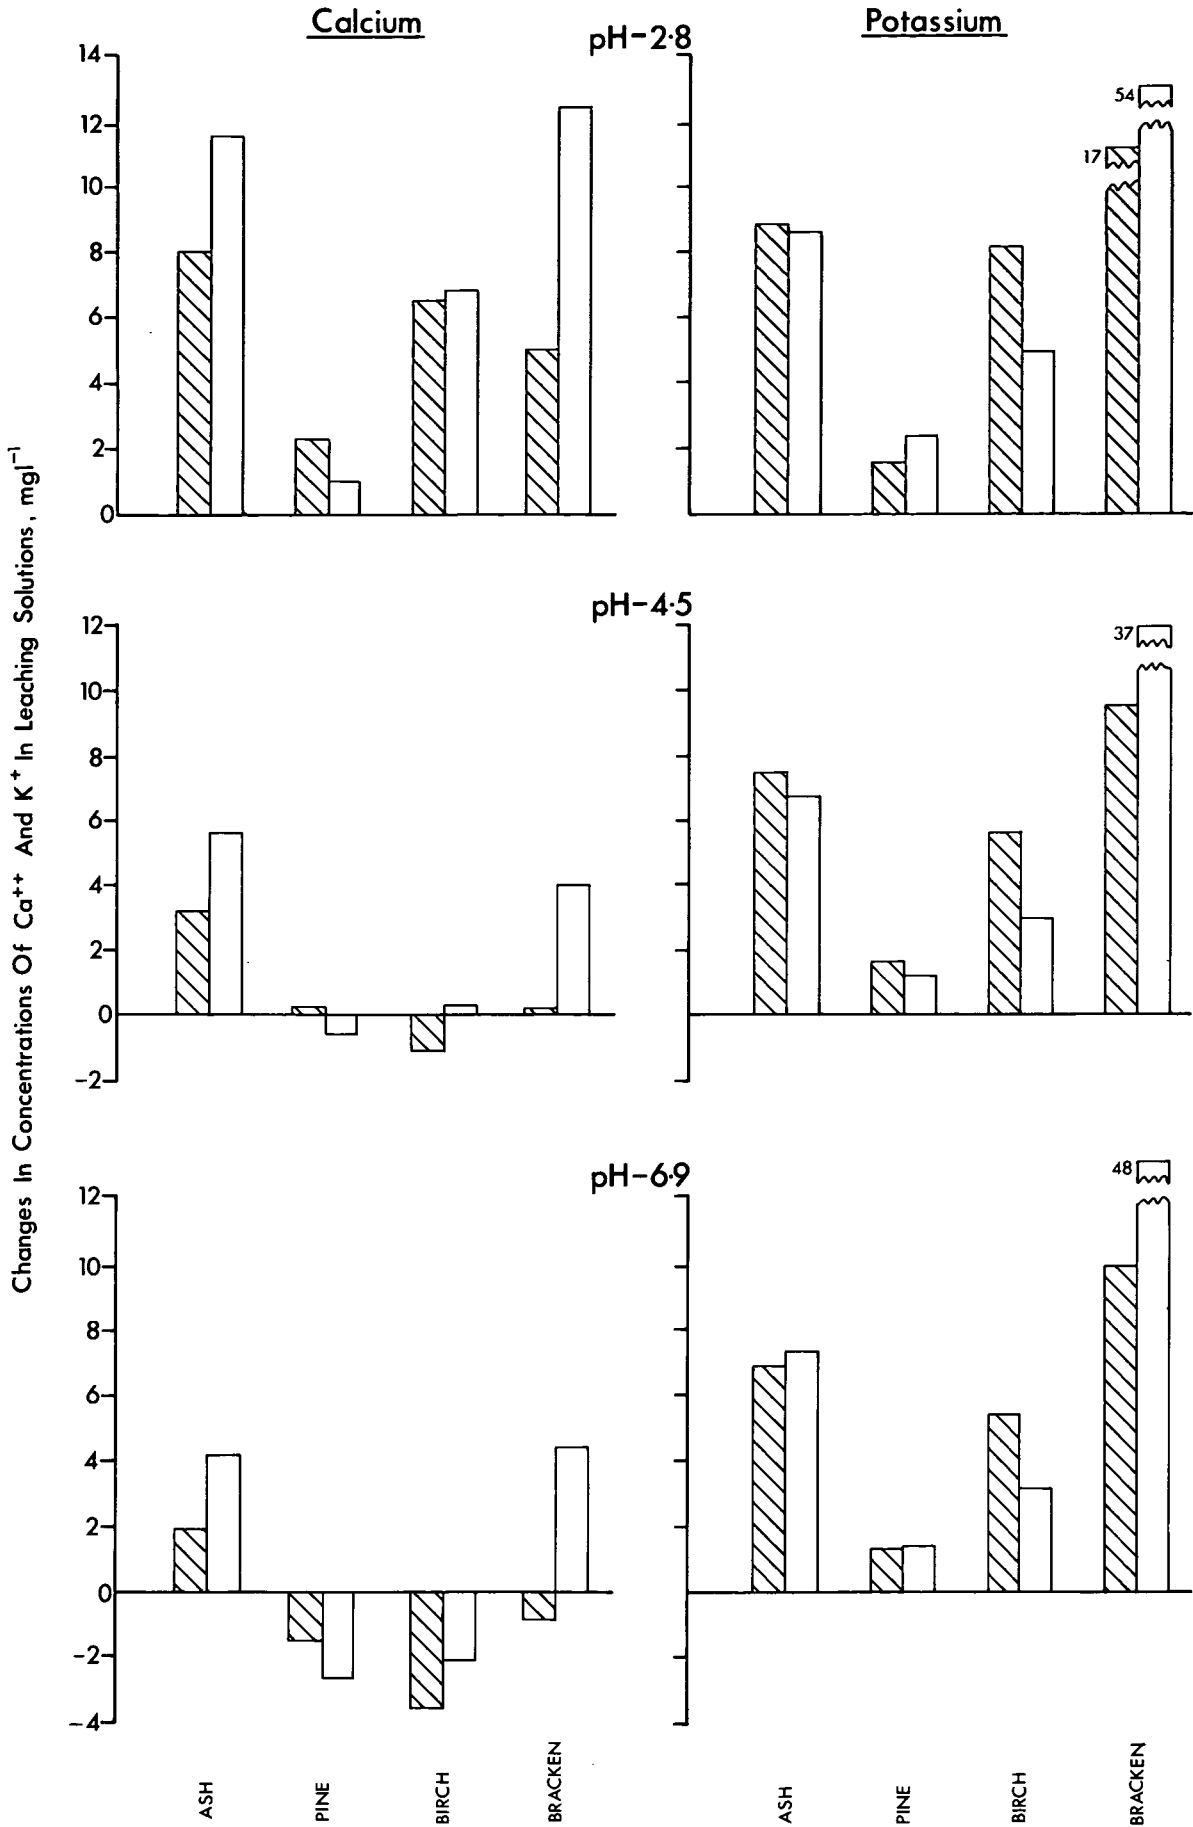 Calcium
Potassium
pH-2·8
14
12
10
8
6
4
2
0
54
17
pH-4·5
12
10
8
6
4
2
0
-2
37
pH-6·9
12
10
8
6
4
2
0
-2
-4
48
Changes In Concentrations Of Ca++ And K+ In Leaching Solutions, mgl-1
ASH
PINE
BIRCH
BRACKEN
ASH
PINE
BIRCH
BRACKEN